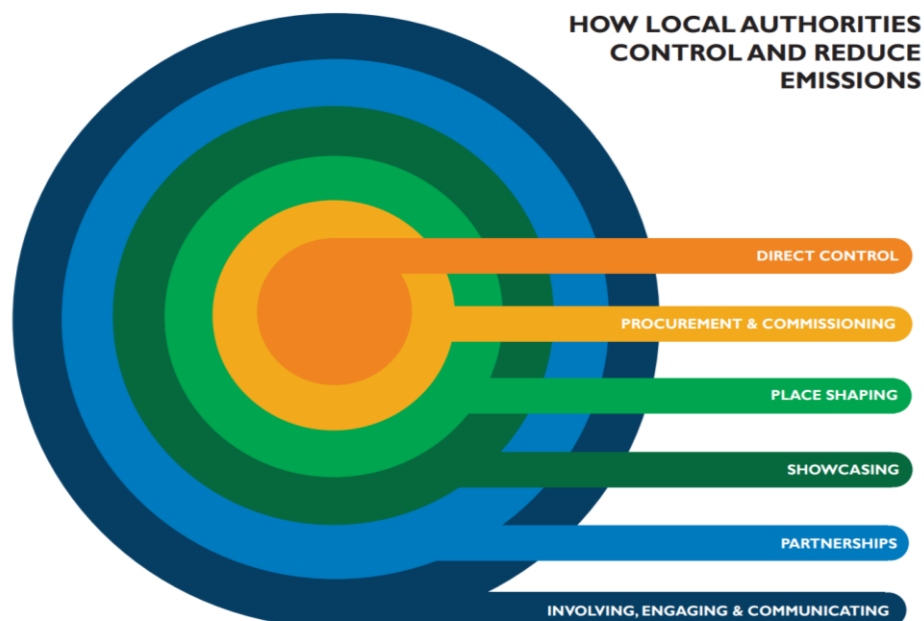 HOW LOCAL AUTHORITIES
CONTROL AND REDUCE
EMISSIONS
DIRECT CONTROL
PROCUREMENT & COMMISSIONING
PLACE SHAPING
SHOWCASING
PARTNERSHIPS
INVOLVING, ENGAGING & COMMUNICATING